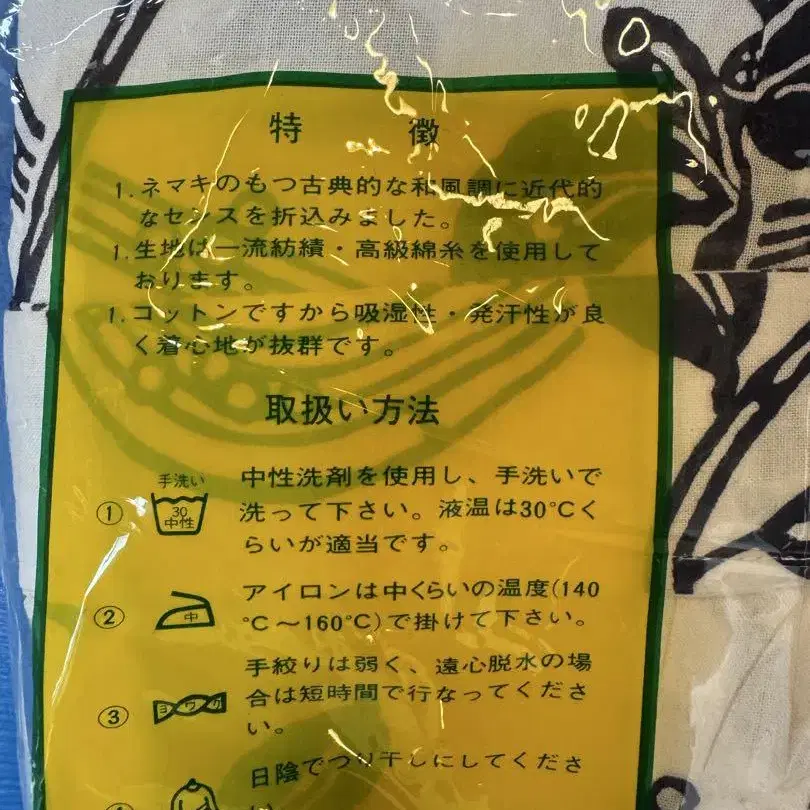 特　徴
1. ネマキのもつ古典的な和風調に近代的
なセンスを折込みました。
1. 生地は一流紡績・高級綿糸を使用して
おります。
1. コットンですから吸湿性・発汗性が良
く着心地が抜群です。
取扱い方法
① 手洗い 30 中性 中性洗剤を使用し、手洗いで
洗って下さい。液温は30℃く
らいが適当です。
② 中 アイロンは中くらいの温度(140
℃〜160℃)で掛けて下さい。
手絞りは弱く、遠心脱水の場
③ ヨワク 合は短時間で行なってくださ
い。
日陰でつり干しにしてくださ
い。